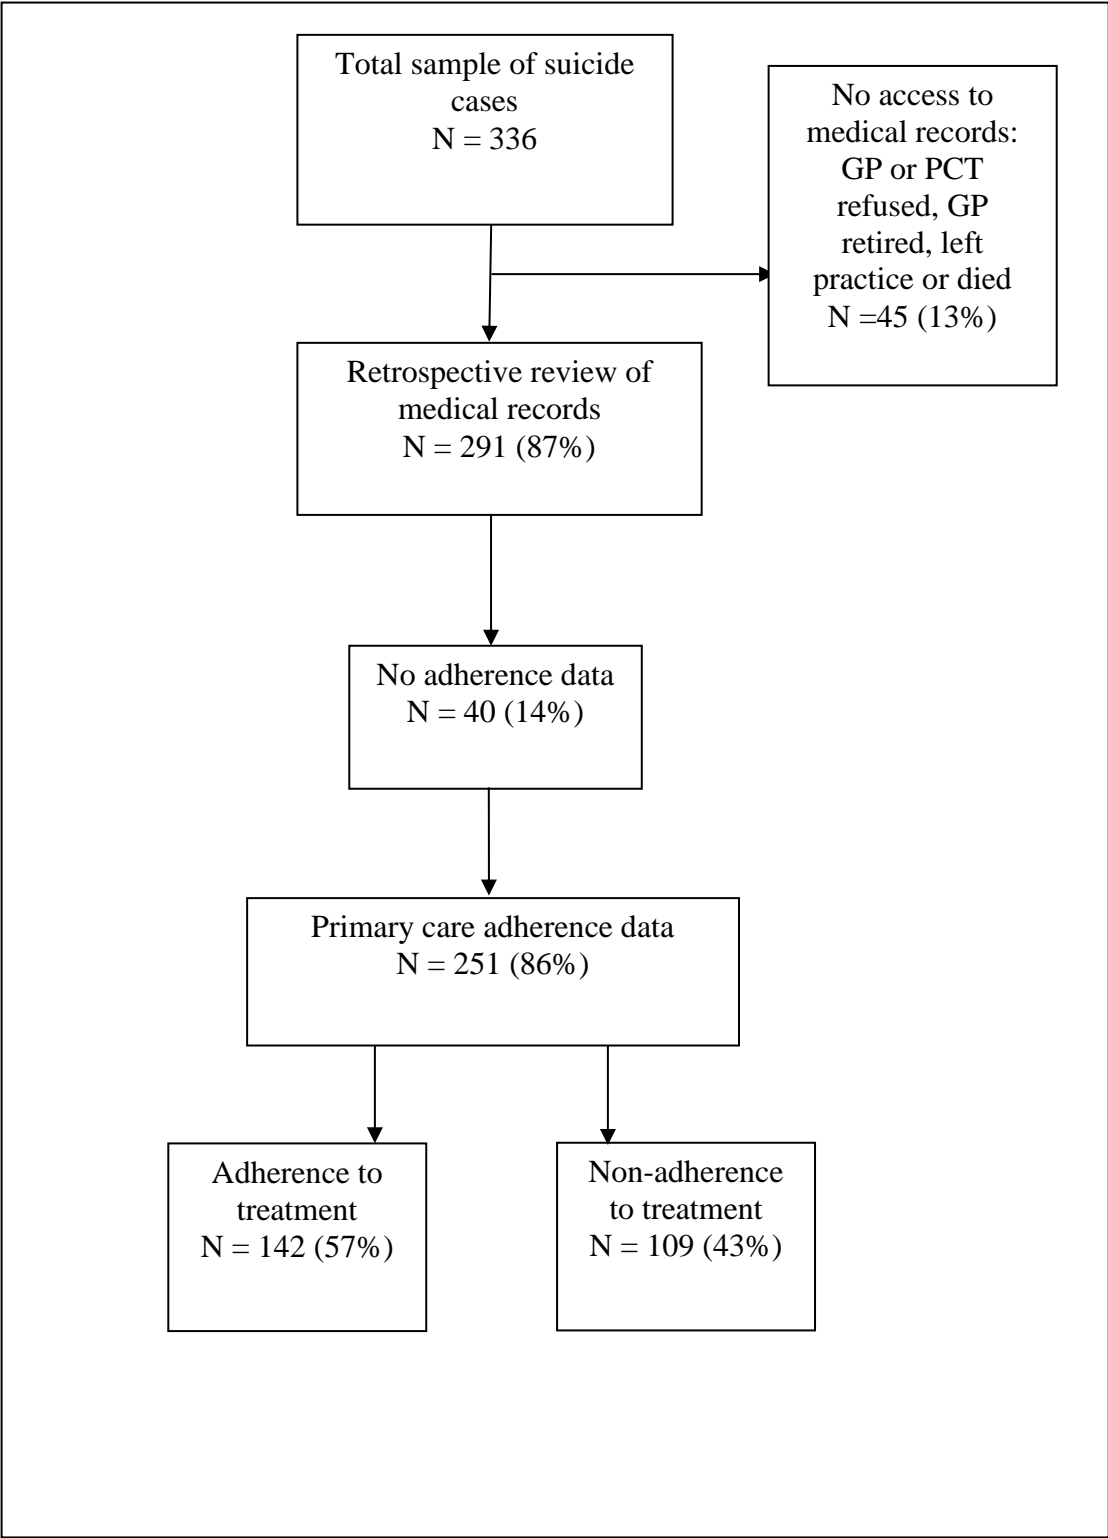 Total sample of suicide
cases
N = 336
No access to
medical records:
GP or PCT
refused, GP
retired, left
practice or died
N =45 (13%)
Retrospective review of
medical records
N = 291 (87%)
No adherence data
N = 40 (14%)
Primary care adherence data
N = 251 (86%)
Adherence to
treatment
N = 142 (57%)
Non-adherence
to treatment
N = 109 (43%)